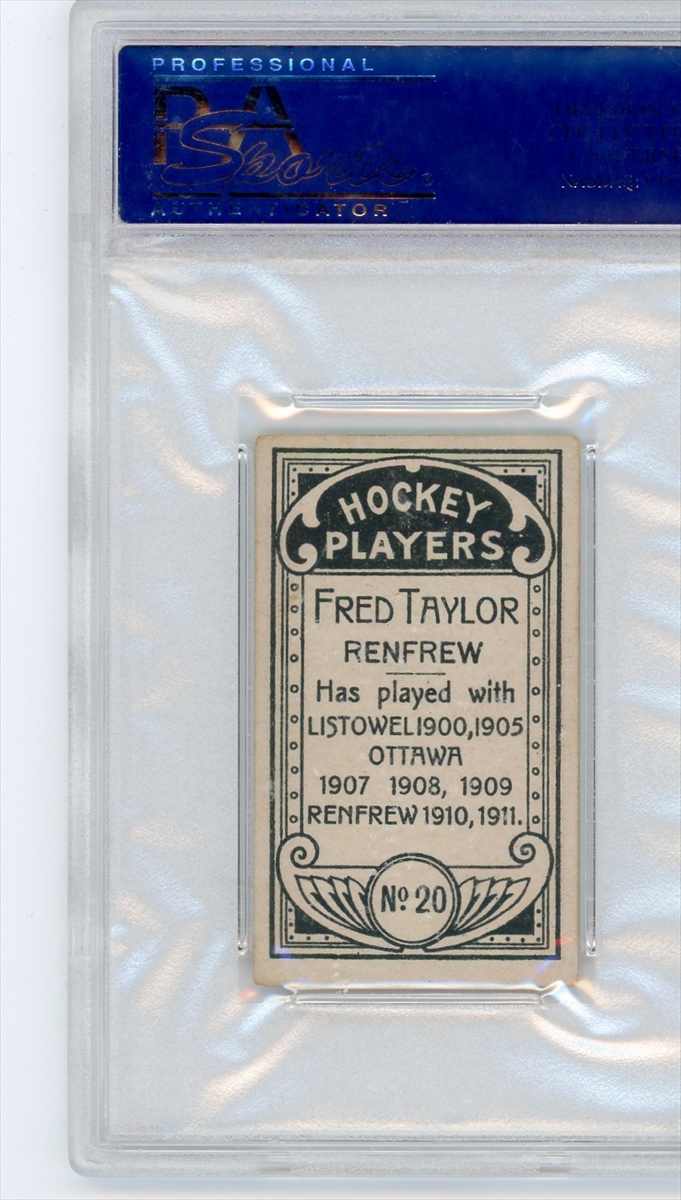 PROFESSIONAL
PSA
Sports®
AUTHENTICATOR
HOCKEY
PLAYERS
FRED TAYLOR
RENFREW
Has played with
LISTOWEL 1900, 1905
OTTAWA
1907 1908, 1909
RENFREW 1910, 1911.
Nº 20